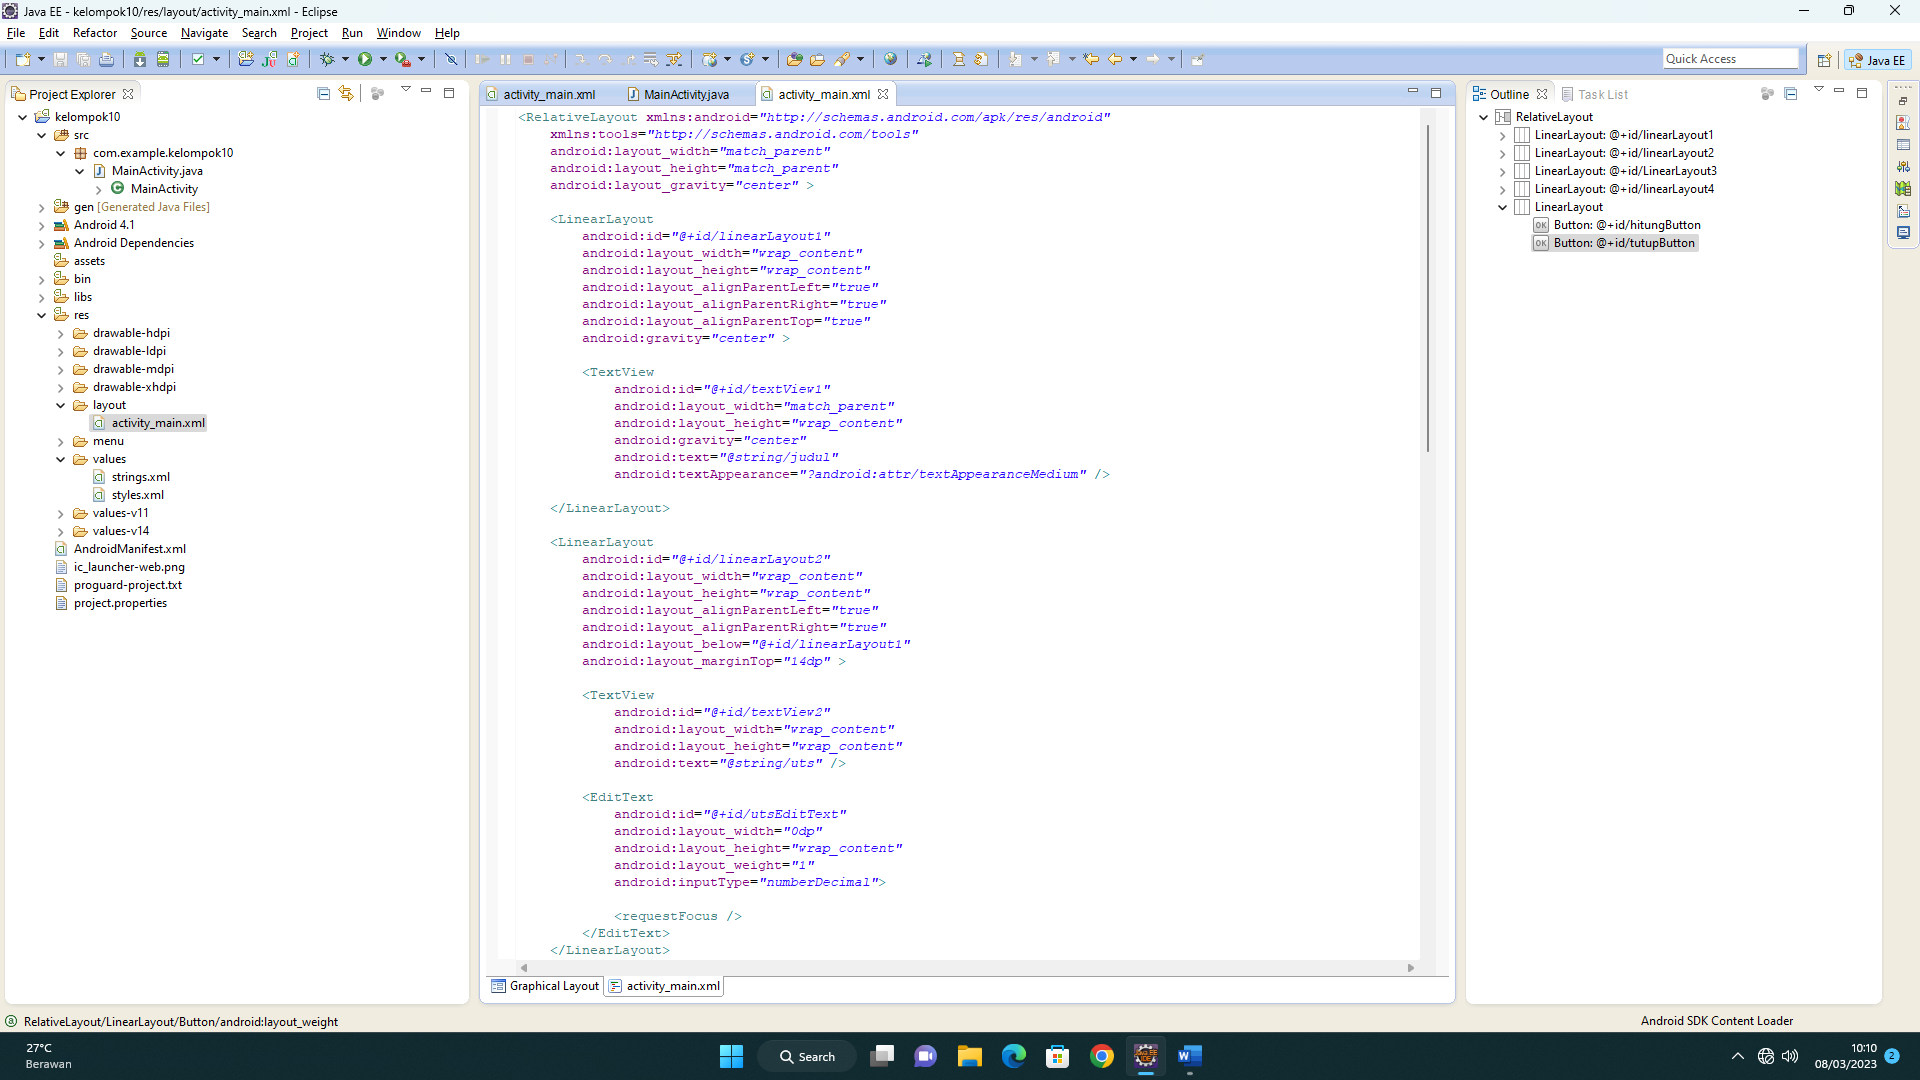 Java EE - kelompok10/res/layout/activity_main.xml - Eclipse
File Edit Refactor Source Navigate Search Project Run Window Help
Quick Access
Java EE
Project Explorer
kelompok10
src
com.example.kelompok10
MainActivity.java
MainActivity
gen [Generated Java Files]
Android 4.1
Android Dependencies
assets
bin
libs
res
drawable-hdpi
drawable-ldpi
drawable-mdpi
drawable-xhdpi
layout
activity_main.xml
menu
values
strings.xml
styles.xml
values-v11
values-v14
AndroidManifest.xml
ic_launcher-web.png
proguard-project.txt
project.properties
activity_main.xml MainActivity.java activity_main.xml
<RelativeLayout xmlns:android="http://schemas.android.com/apk/res/android"
xmlns:tools="http://schemas.android.com/tools"
android:layout_width="match_parent"
android:layout_height="match_parent"
android:layout_gravity="center" >
<LinearLayout
android:id="@+id/linearLayout1"
android:layout_width="wrap_content"
android:layout_height="wrap_content"
android:layout_alignParentLeft="true"
android:layout_alignParentRight="true"
android:layout_alignParentTop="true"
android:gravity="center" >
<TextView
android:id="@+id/textView1"
android:layout_width="match_parent"
android:layout_height="wrap_content"
android:gravity="center"
android:text="@string/judul"
android:textAppearance="?android:attr/textAppearanceMedium" />
</LinearLayout>
<LinearLayout
android:id="@+id/linearLayout2"
android:layout_width="wrap_content"
android:layout_height="wrap_content"
android:layout_alignParentLeft="true"
android:layout_alignParentRight="true"
android:layout_below="@+id/linearLayout1"
android:layout_marginTop="14dp" >
<TextView
android:id="@+id/textView2"
android:layout_width="wrap_content"
android:layout_height="wrap_content"
android:text="@string/uts" />
<EditText
android:id="@+id/utsEditText"
android:layout_width="0dp"
android:layout_height="wrap_content"
android:layout_weight="1"
android:inputType="numberDecimal">
<requestFocus />
</EditText>
</LinearLayout>
Graphical Layout activity_main.xml
Outline Task List
RelativeLayout
LinearLayout: @+id/linearLayout1
LinearLayout: @+id/linearLayout2
LinearLayout: @+id/LinearLayout3
LinearLayout: @+id/linearLayout4
LinearLayout
OK Button: @+id/hitungButton
OK Button: @+id/tutupButton
RelativeLayout/LinearLayout/Button/android:layout_weight
Android SDK Content Loader
27°C
Berawan
Search
10:10
08/03/2023
2